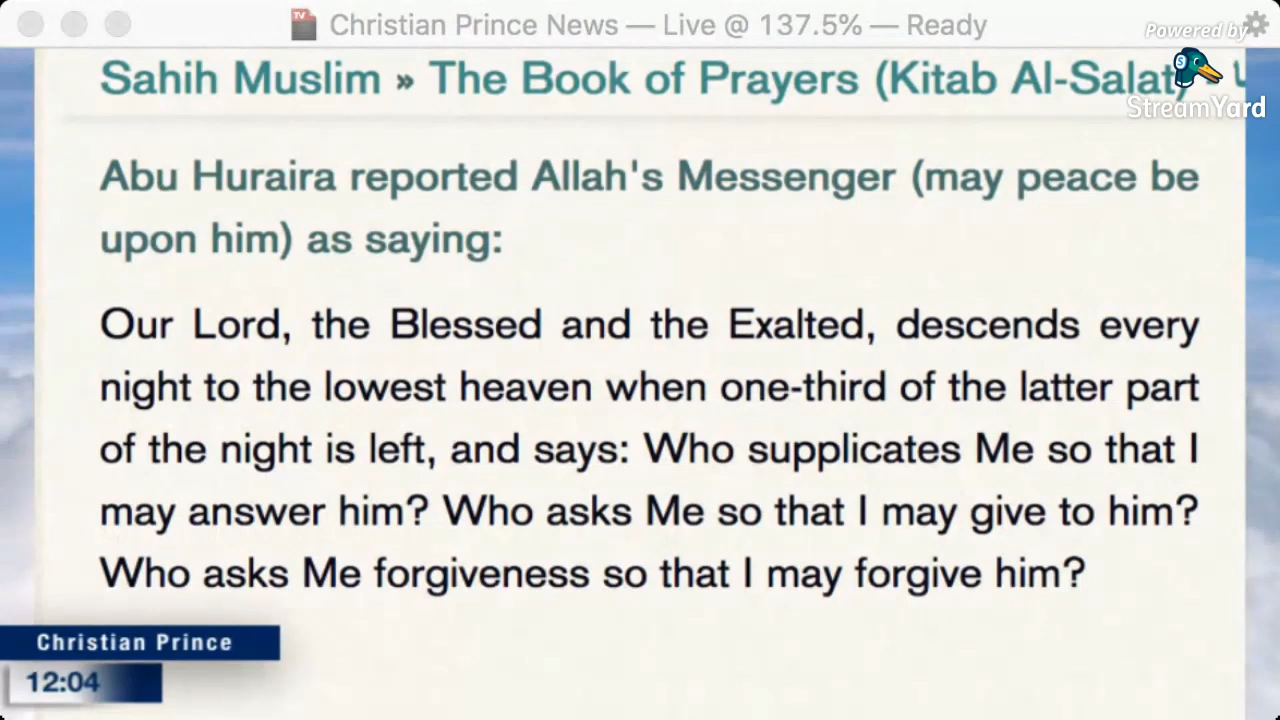 Christian Prince News — Live @ 137.5% — Ready
Powered by
Sahih Muslim » The Book of Prayers (Kitab Al-Salat)
StreamYard
Abu Huraira reported Allah's Messenger (may peace be
upon him) as saying:
Our Lord, the Blessed and the Exalted, descends every
night to the lowest heaven when one-third of the latter part
of the night is left, and says: Who supplicates Me so that I
may answer him? Who asks Me so that I may give to him?
Who asks Me forgiveness so that I may forgive him?
Christian Prince
12:04